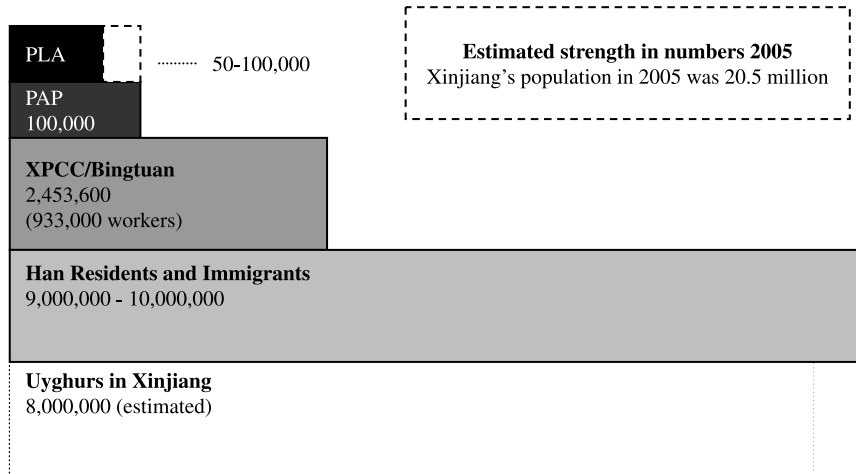 PLA
50-100,000
Estimated strength in numbers 2005
Xinjiang's population in 2005 was 20.5 million
PAP
100,000
XPCC/Bingtuan
2,453,600
(933,000 workers)
Han Residents and Immigrants
9,000,000 - 10,000,000
Uyghurs in Xinjiang
8,000,000 (estimated)